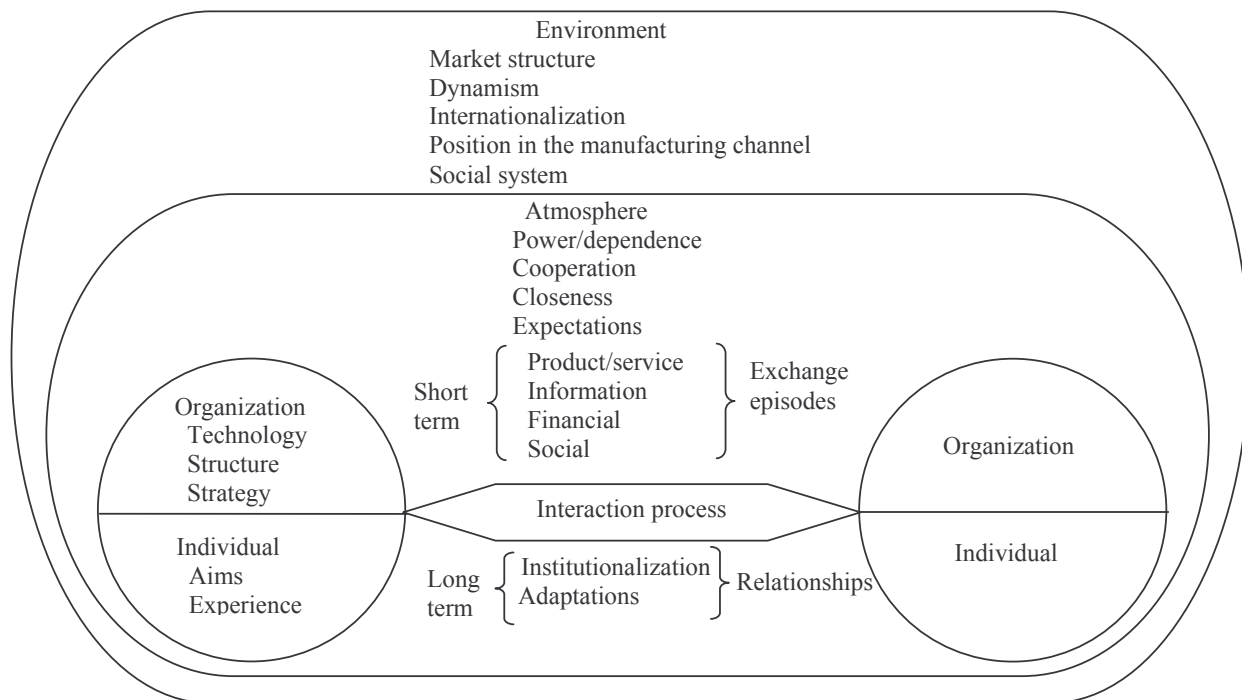 Environment
Market structure
Dynamism
Internationalization
Position in the manufacturing channel
Social system
Atmosphere
Power/dependence
Cooperation
Closeness
Expectations
Organization
Technology
Structure
Strategy
Individual
Aims
Experience
Short
term
Product/service
Information
Financial
Social
Exchange
episodes
Interaction process
Long
term
Institutionalization
Adaptations
Relationships
Organization
Individual